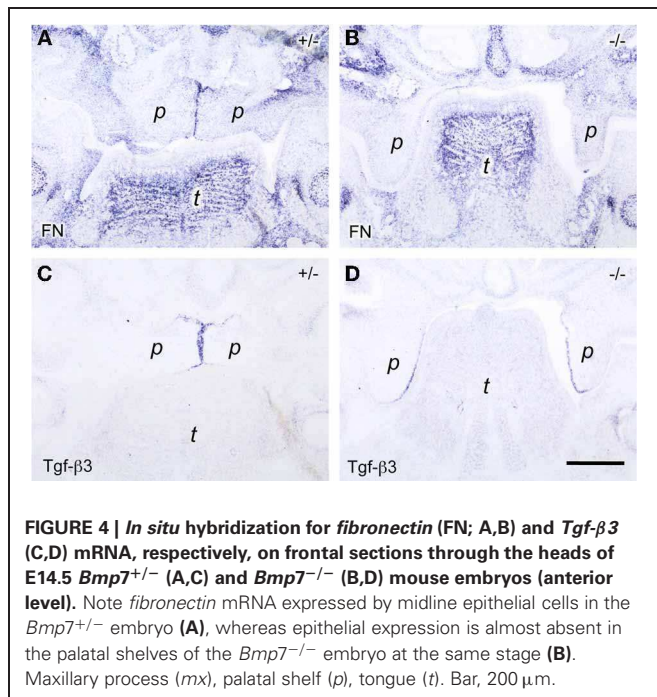 A
+/-
p
p
t
FN
B
-/-
p
p
t
FN
C
+/-
p
p
t
Tgf-β3
D
-/-
p
p
t
Tgf-β3
FIGURE 4 | In situ hybridization for fibronectin (FN; A,B) and Tgf-β3
(C,D) mRNA, respectively, on frontal sections through the heads of
E14.5 Bmp7+/− (A,C) and Bmp7−/− (B,D) mouse embryos (anterior
level). Note fibronectin mRNA expressed by midline epithelial cells in the
Bmp7+/− embryo (A), whereas epithelial expression is almost absent in
the palatal shelves of the Bmp7−/− embryo at the same stage (B).
Maxillary process (mx), palatal shelf (p), tongue (t). Bar, 200 μm.